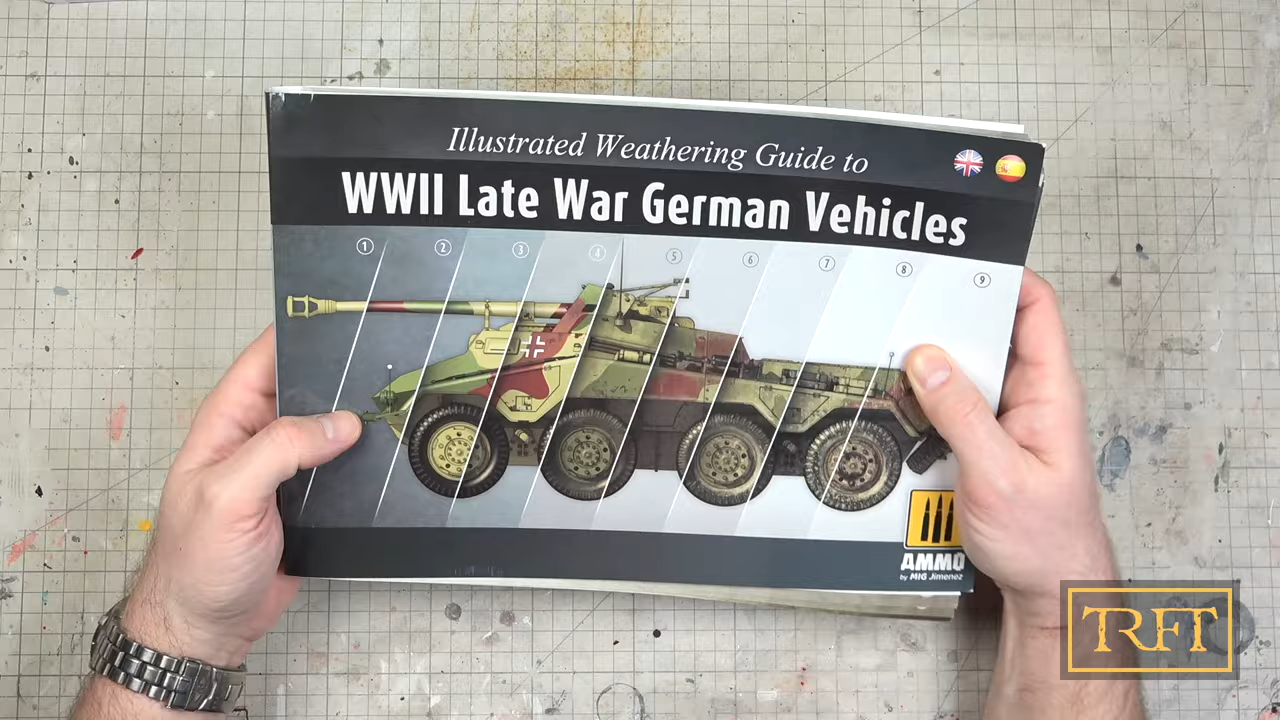 Illustrated Weathering Guide to
WWII Late War German Vehicles
1 2 3 4 5 6 7 8 9
AMMO
by MIG Jimenez
TRFT